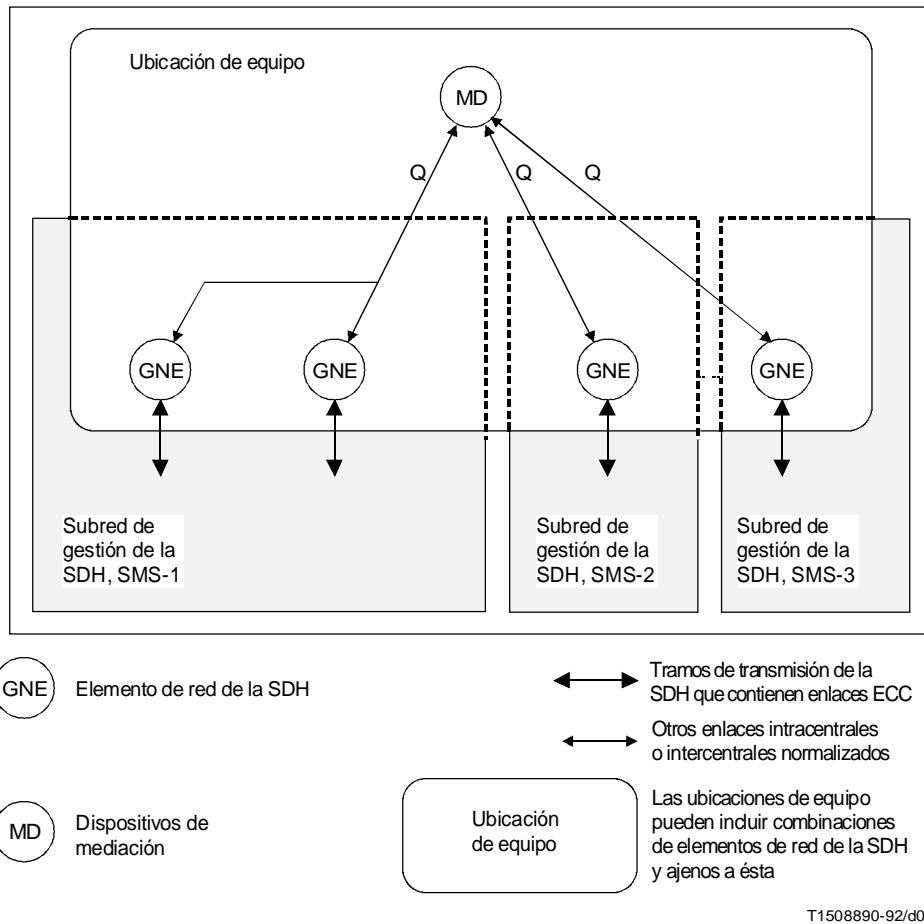 Ubicación de equipo
MD
Q
Q
Q
GNE
GNE
GNE
GNE
Subred de
gestión de la
SDH, SMS-1
Subred de
gestión de la
SDH, SMS-2
Subred de
gestión de la
SDH, SMS-3
GNE
Elemento de red de la SDH
Tramos de transmisión de la
SDH que contienen enlaces ECC
Otros enlaces intracentrales
o intercentrales normalizados
MD
Dispositivos de
mediación
Ubicación
de equipo
Las ubicaciones de equipo
pueden incluir combinaciones
de elementos de red de la SDH
y ajenos a ésta
T1508890-92/d0